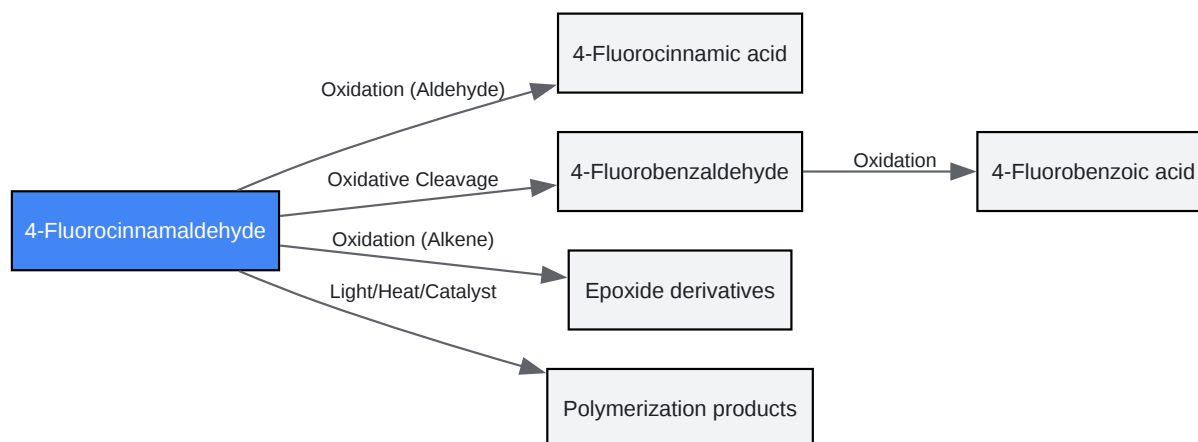 4-Fluorocinnamic acid
Oxidation (Aldehyde)
4-Fluorobenzaldehyde
Oxidation
4-Fluorobenzoic acid
Oxidative Cleavage
4-Fluorocinnamaldehyde
Oxidation (Alkene)
Epoxide derivatives
Light/Heat/Catalyst
Polymerization products